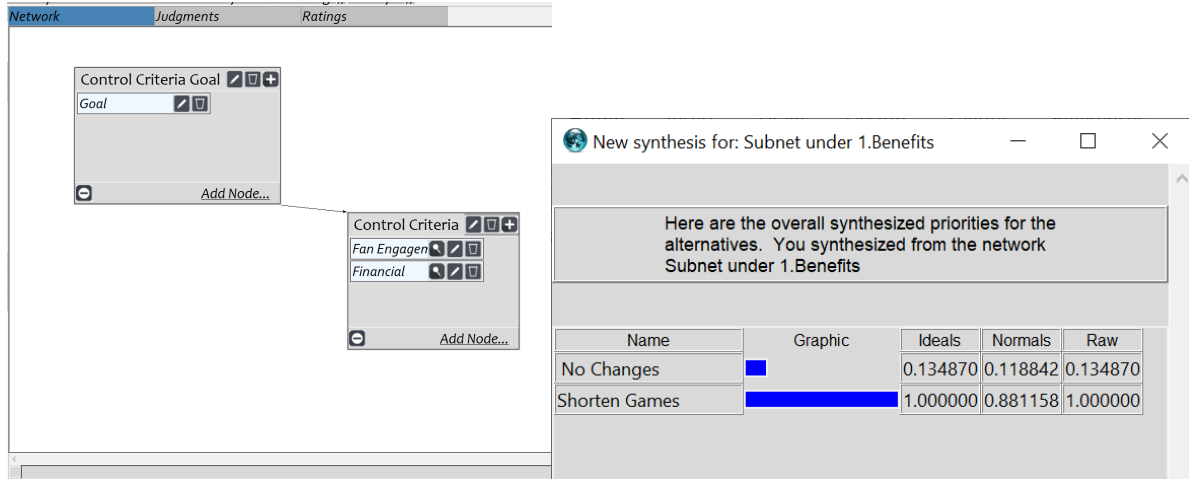 Network
Judgments
Ratings
Control Criteria Goal
Goal
Add Node...
Control Criteria
Fan Engagen
Financial
Add Node...
New synthesis for: Subnet under 1.Benefits
Here are the overall synthesized priorities for the
alternatives. You synthesized from the network
Subnet under 1.Benefits
Name Graphic Ideals Normals Raw
No Changes 0.134870 0.118842 0.134870
Shorten Games 1.000000 0.881158 1.000000